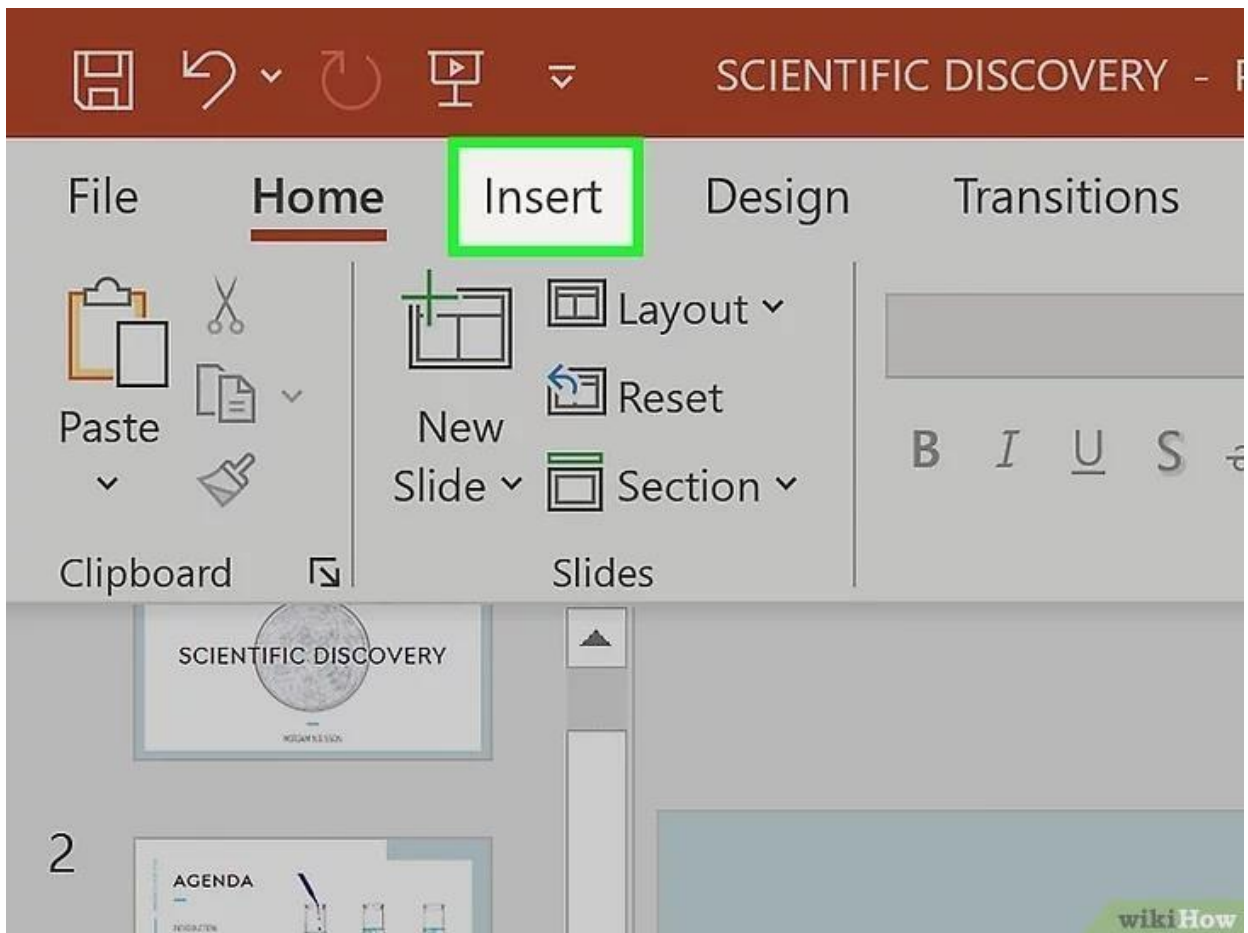 SCIENTIFIC DISCOVERY -
File Home Insert Design Transitions
Paste
New
Slide
Layout
Reset
Section
B I U S
Clipboard
Slides
SCIENTIFIC DISCOVERY
2
AGENDA
wikiHow